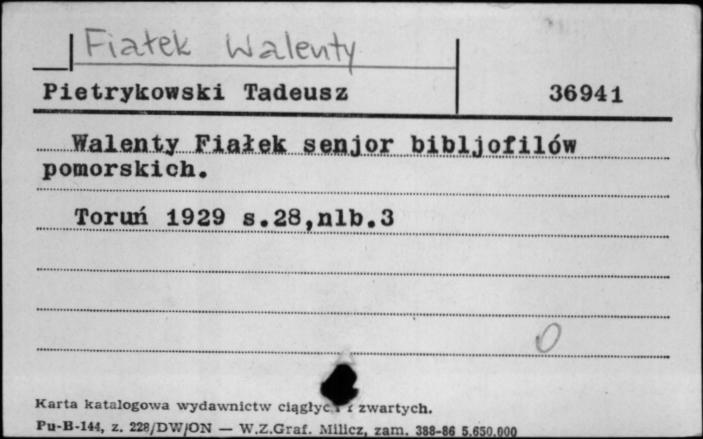 Fiałek Walenty
Pietrykowski Tadeusz 36941
Walenty Fiałek senjor bibljofilów
pomorskich.
Toruń 1929 s.28,nlb.3
0
Karta katalogowa wydawnictw ciągłych i zwartych.
Pu-B-144, z. 228/DW/ON — W.Z.Graf. Milicz, zam. 388-86 5.650.000